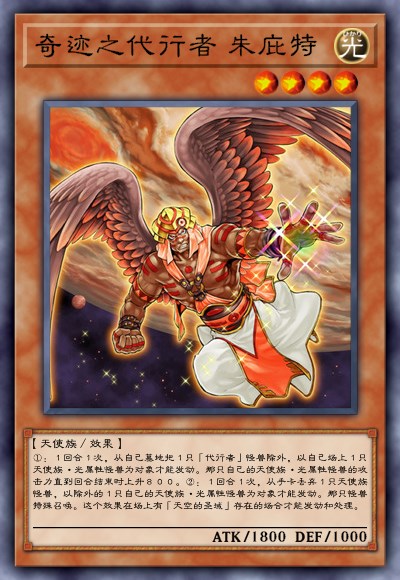 奇迹之代行者 朱庇特
光
ひかり
【天使族／效果】
①：1回合1次，从自己墓地把1只「代行者」怪兽除外，以自己场上1只
天使族·光属性怪兽为对象才能发动。那只自己的天使族·光属性怪兽的攻
击力直到回合结束时上升８００。②：1回合1次，从手卡丢弃1只天使族
怪兽，以除外的1只自己的天使族·光属性怪兽为对象才能发动。那只怪兽
特殊召唤。这个效果在场上有「天空的圣域」存在的场合才能发动和处理。
ATK/1800 DEF/1000